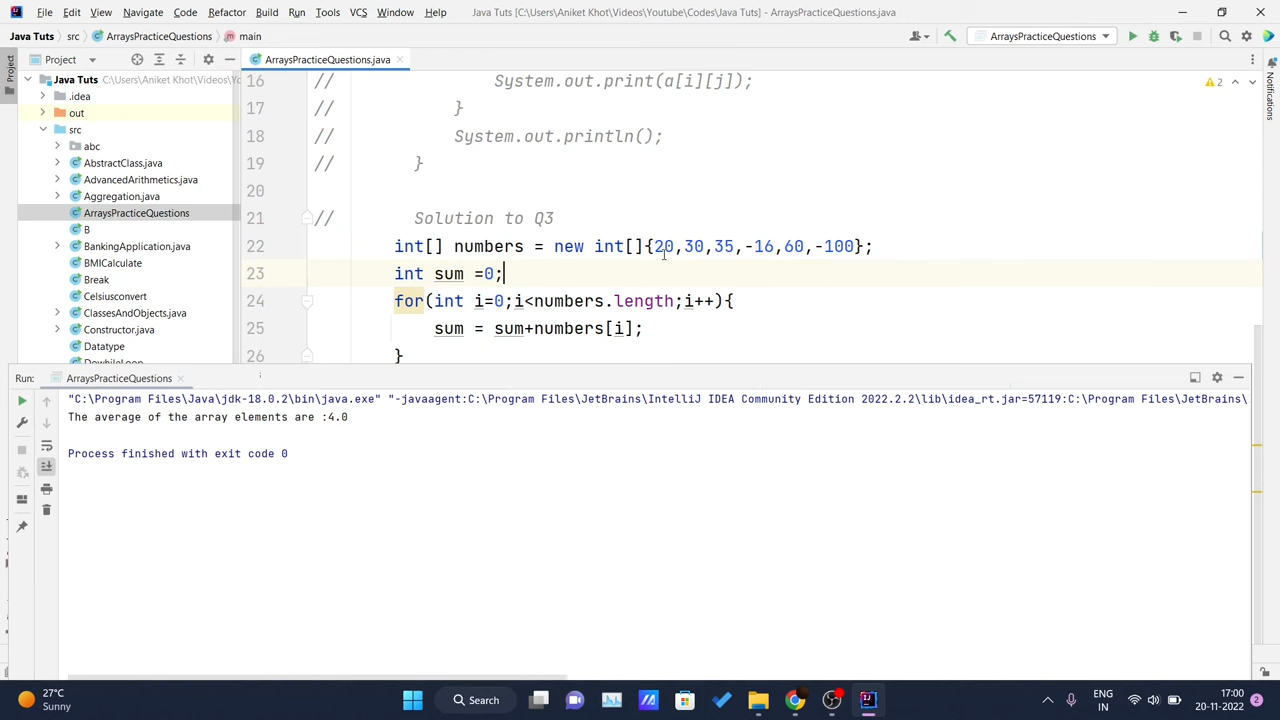 File Edit View Navigate Code Refactor Build Run Tools VCS Window Help Java Tuts [C:\Users\Aniket Khot\Videos\Youtube\Codes\Java Tuts] - ArraysPracticeQuestions.java
Java Tuts src ArraysPracticeQuestions main ArraysPracticeQuestions
Project Project ArraysPracticeQuestions.java
Java Tuts C:\Users\Aniket Khot\Videos\Yo
.idea
out
src
abc
AbstractClass.java
AdvancedArithmetics.java
Aggregation.java
ArraysPracticeQuestions
B
BankingApplication.java
BMICalculate
Break
Celsiusconvert
ClassesAndObjects.java
Constructor.java
Datatype
DowhileLoop
16 // System.out.print(a[i][j]);
17 // }
18 // System.out.println();
19 // }
20
21 // Solution to Q3
22 int[] numbers = new int[]{20,30,35,-16,60,-100};
23 int sum =0;
24 for(int i=0;i<numbers.length;i++){
25 sum = sum+numbers[i];
26 }
2
Notifications
Run: ArraysPracticeQuestions
"C:\Program Files\Java\jdk-18.0.2\bin\java.exe" "-javaagent:C:\Program Files\JetBrains\IntelliJ IDEA Community Edition 2022.2.2\lib\idea_rt.jar=57119:C:\Program Files\JetBrains\
The average of the array elements are :4.0
Process finished with exit code 0
27°C
Sunny
Search
ENG
IN
17:00
20-11-2022
2